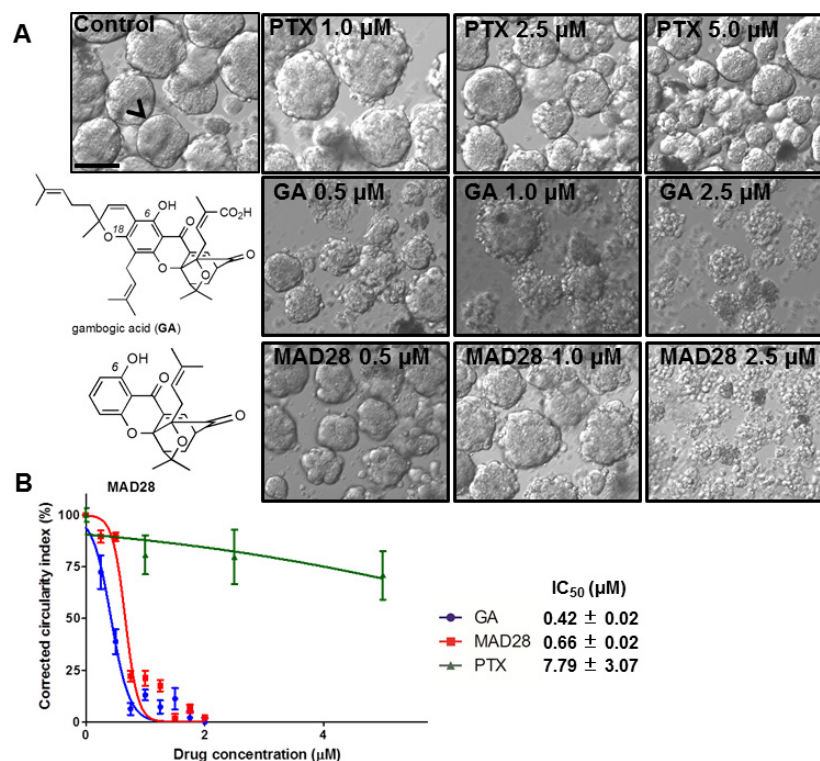 A
Control
PTX 1.0 µM
PTX 2.5 µM
PTX 5.0 µM
GA 0.5 µM
GA 1.0 µM
GA 2.5 µM
OH
6
CO₂H
O
O
18
O
O
O
gambogic acid (GA)
MAD28 0.5 µM
MAD28 1.0 µM
MAD28 2.5 µM
OH
6
O
O
O
O
MAD28
B
Corrected circularity index (%)
100
75
50
25
0
0
2
4
Drug concentration (µM)
IC₅₀ (µM)
GA 0.42 ± 0.02
MAD28 0.66 ± 0.02
PTX 7.79 ± 3.07